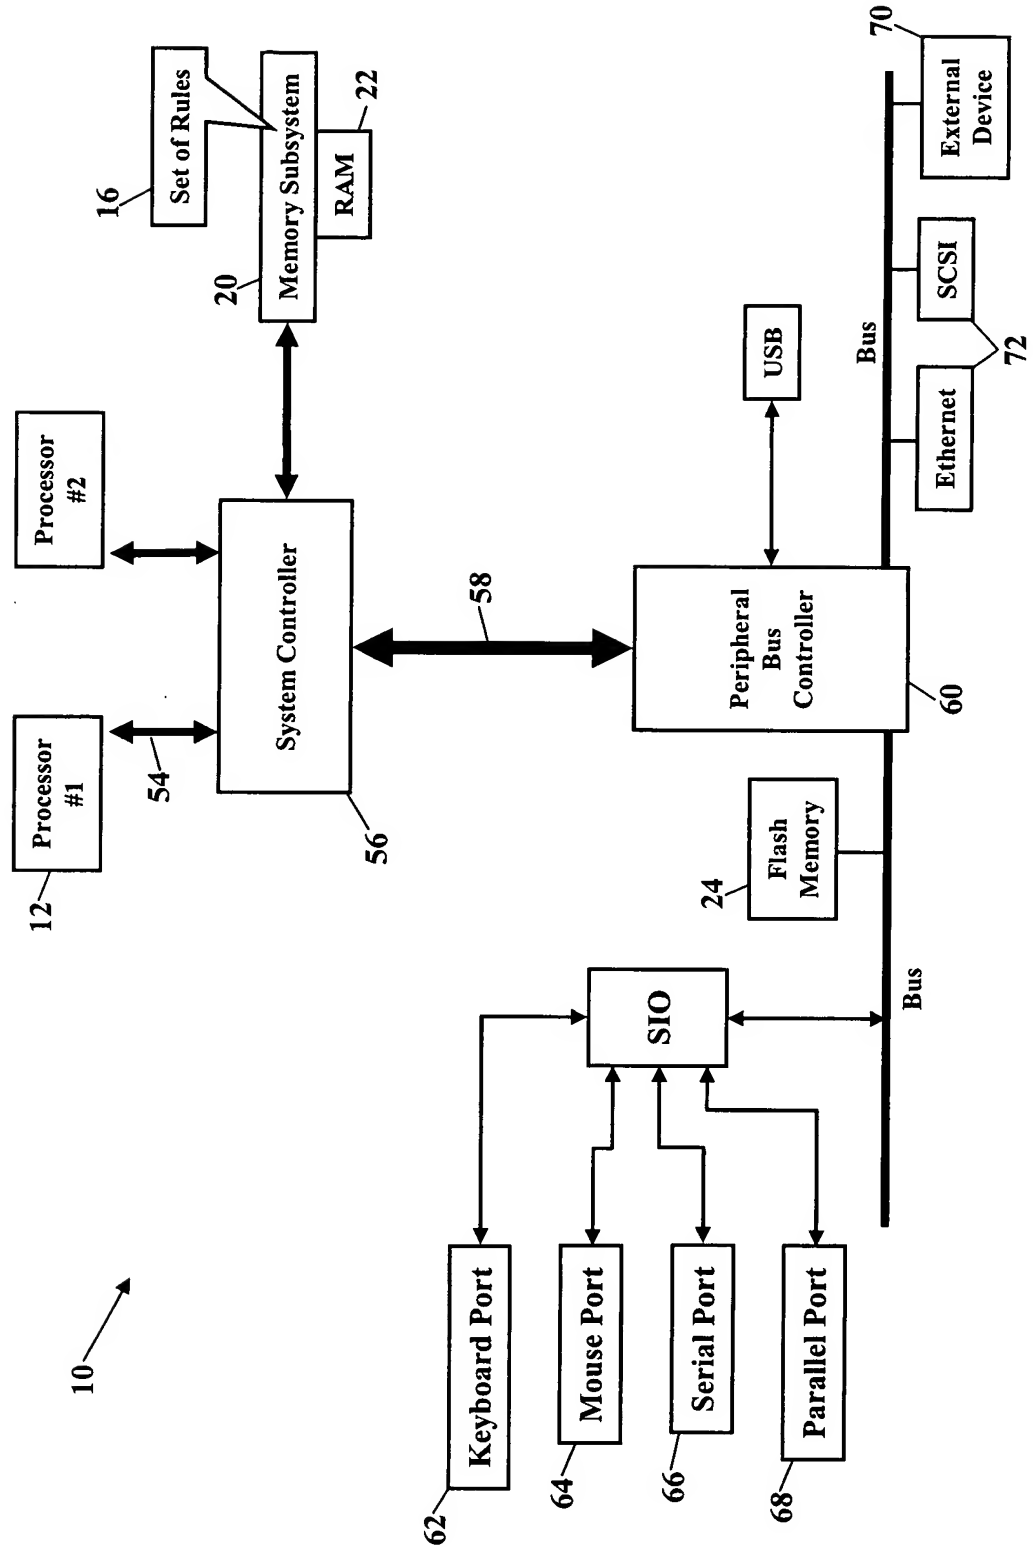 10
12
Processor
#1
Processor
#2
54
56
System Controller
16
Set of Rules
20
Memory Subsystem
RAM
22
58
Peripheral
Bus
Controller
60
USB
62
Keyboard Port
64
Mouse Port
66
Serial Port
68
Parallel Port
SIO
24
Flash
Memory
Bus
Bus
Ethernet
SCSI
72
External
Device
70